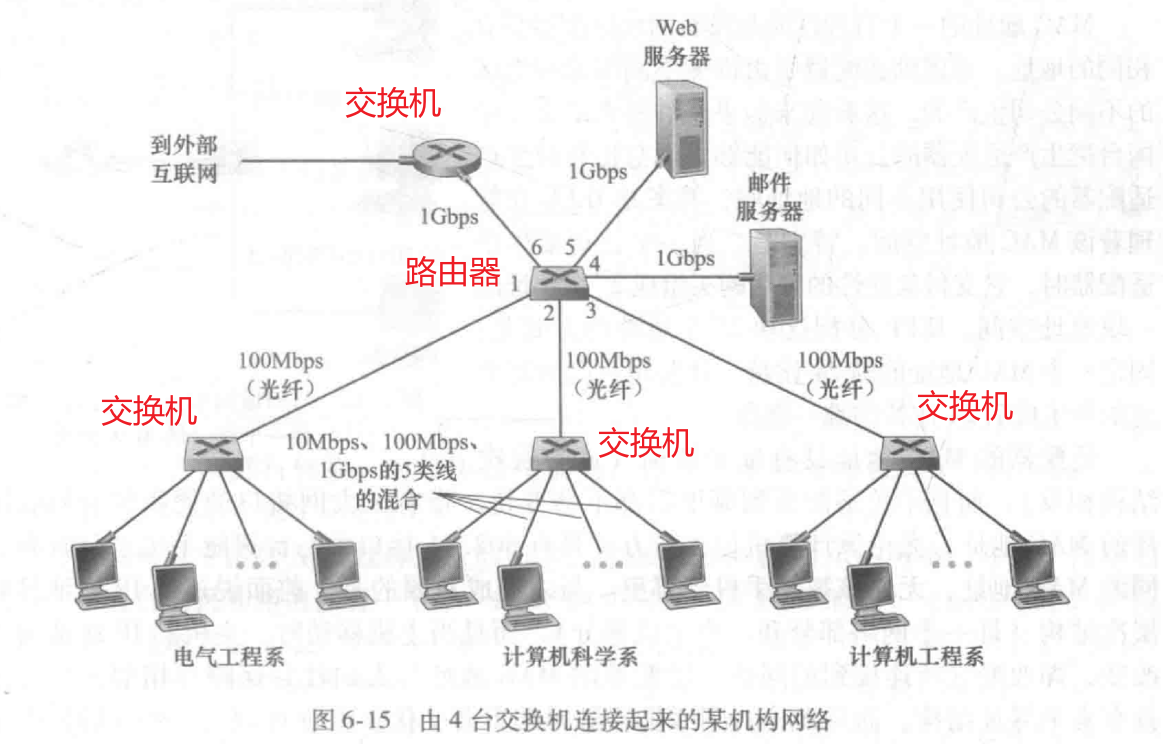 Web
服务器
交换机
到外部
互联网
1Gbps
邮件
服务器
1Gbps
6 5
4
1Gbps
路由器
1
2
3
100Mbps
（光纤）
100Mbps
（光纤）
100Mbps
（光纤）
交换机
交换机
交换机
10Mbps、100Mbps、
1Gbps的5类线
的混合
电气工程系
计算机科学系
计算机工程系
图 6-15 由 4 台交换机连接起来的某机构网络